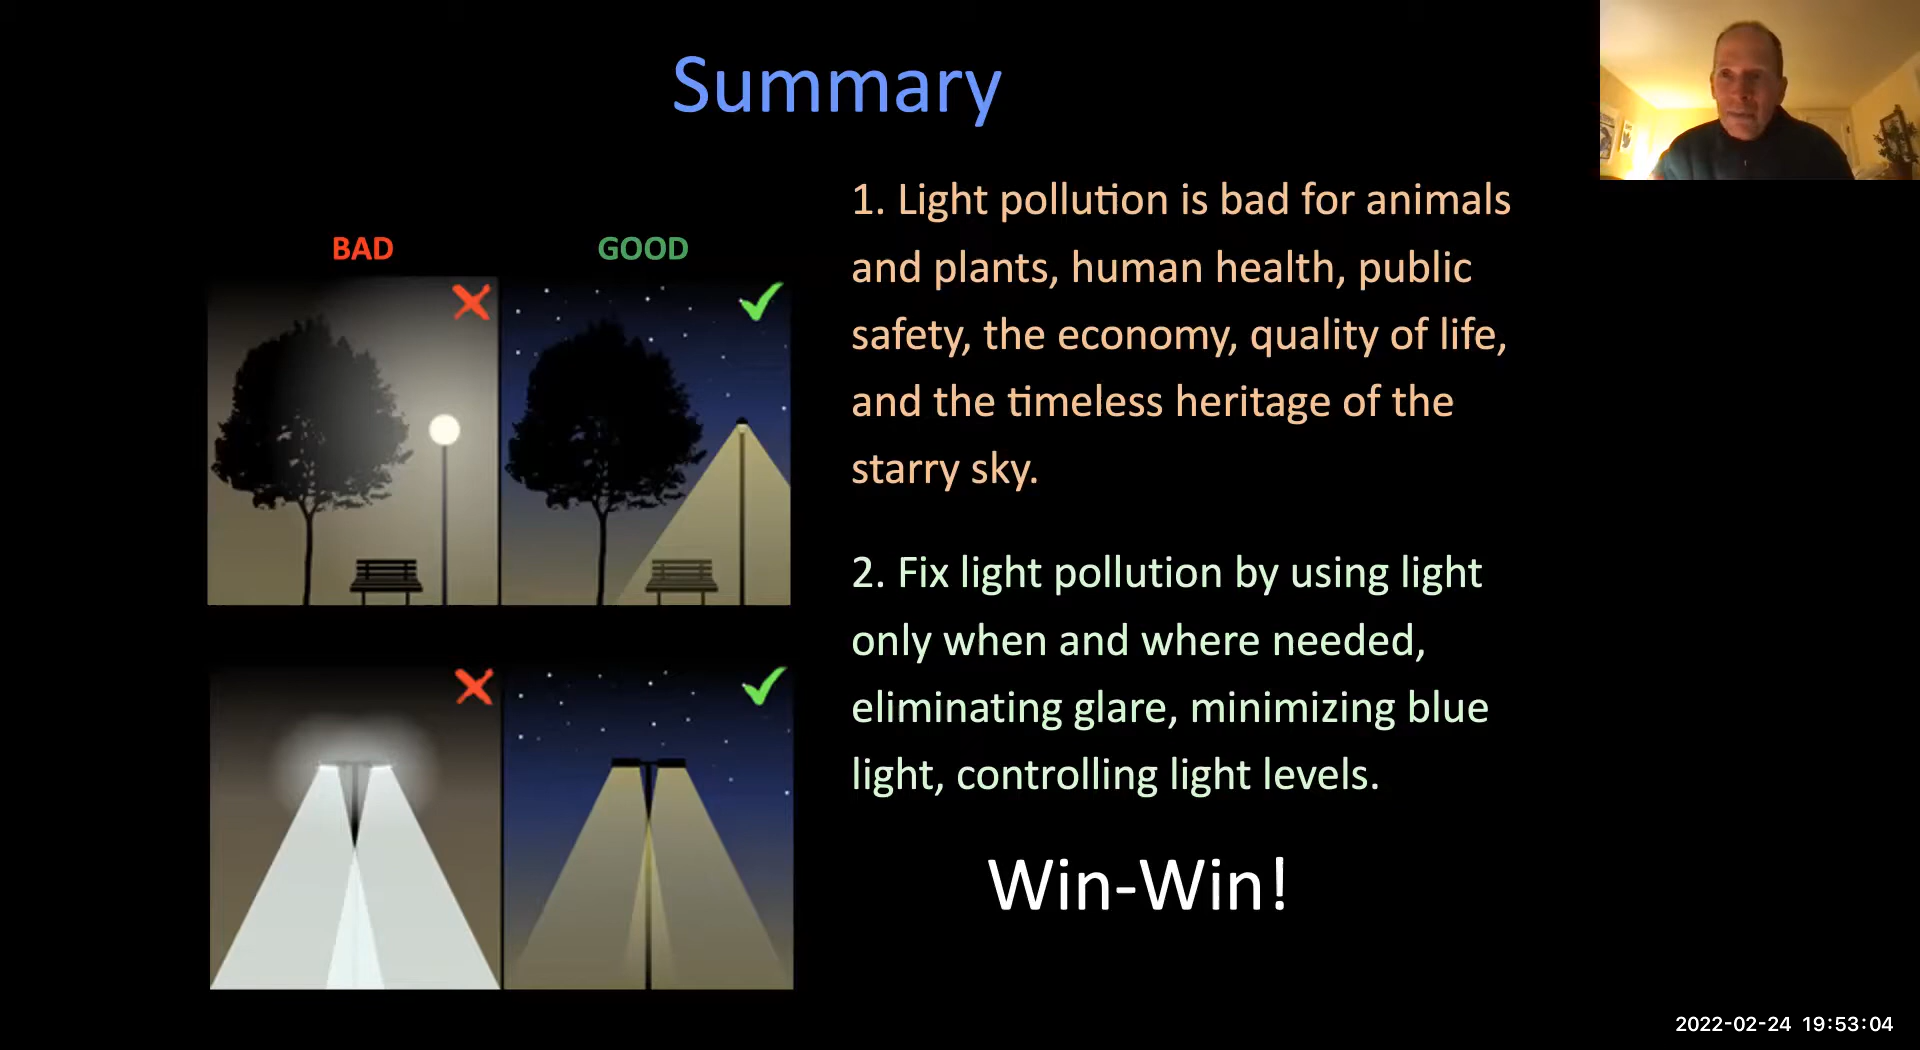 Summary
BAD
GOOD
1. Light pollution is bad for animals
and plants, human health, public
safety, the economy, quality of life,
and the timeless heritage of the
starry sky.
2. Fix light pollution by using light
only when and where needed,
eliminating glare, minimizing blue
light, controlling light levels.
Win-Win!
2022-02-24 19:53:04